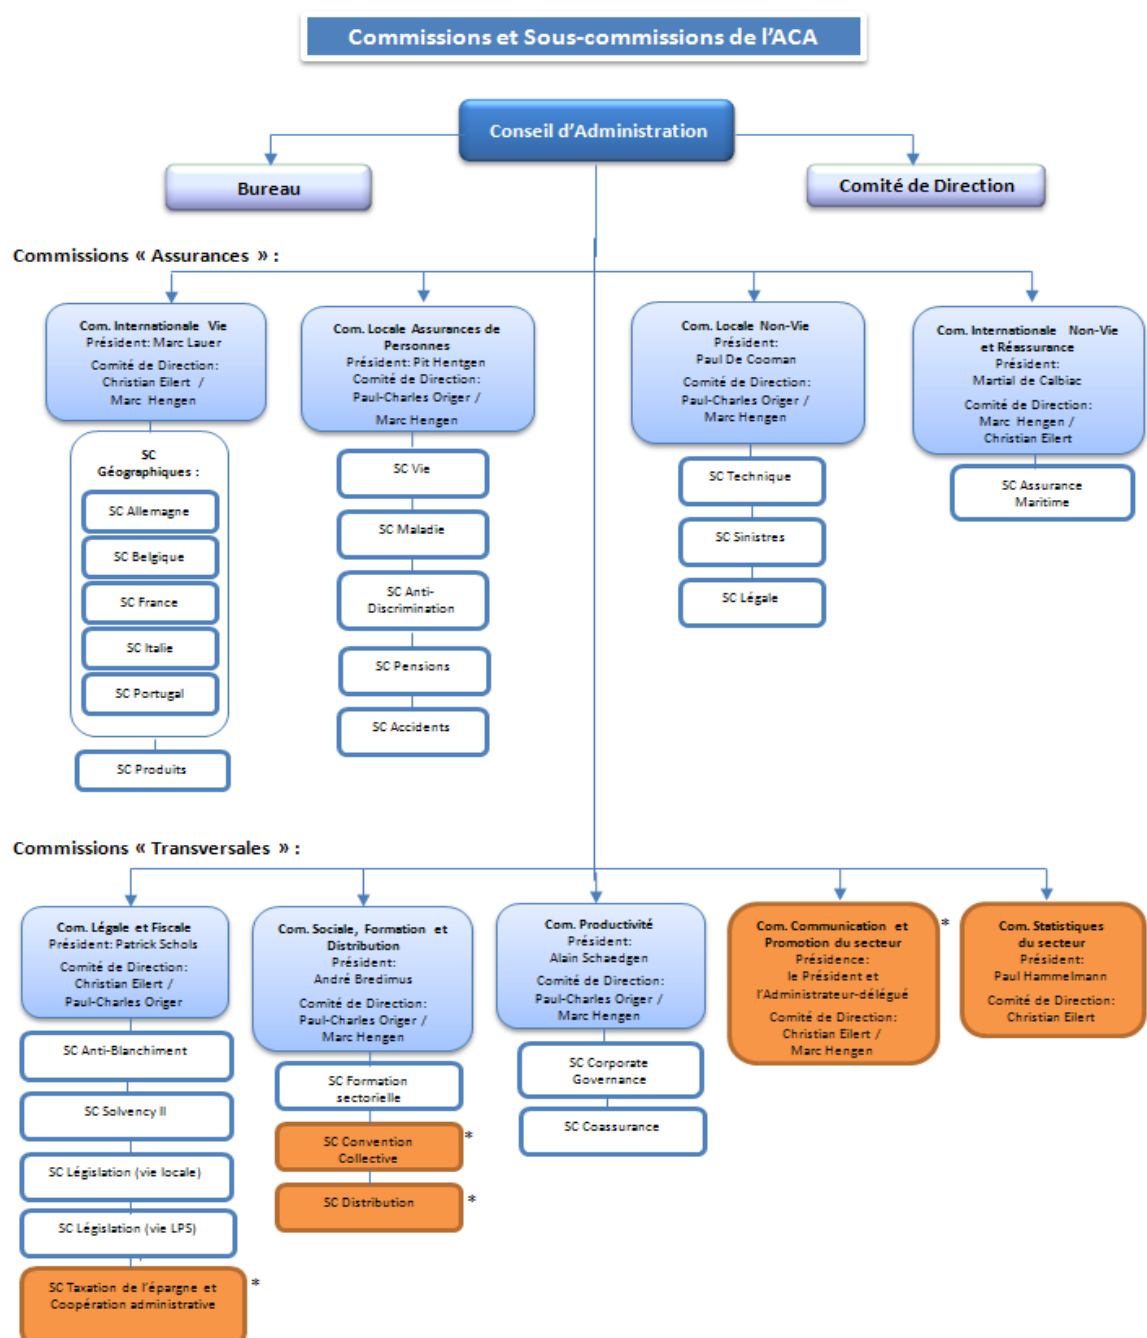 Commissions et Sous-commissions de l'ACA
Conseil d'Administration
Bureau
Comité de Direction
Commissions « Assurances » :
Com. Internationale Vie
Président: Marc Lauer
Comité de Direction:
Christian Eilert /
Marc Hengen
Com. Locale Assurances de
Personnes
Président: Pit Hentgen
Comité de Direction:
Paul-Charles Origer /
Marc Hengen
Com. Locale Non-Vie
Président:
Paul De Cooman
Comité de Direction:
Paul-Charles Origer /
Marc Hengen
Com. Internationale Non-Vie
et Réassurance
Président:
Martial de Calbiac
Comité de Direction:
Marc Hengen /
Christian Eilert
SC
Géographiques :
SC Allemagne
SC Belgique
SC France
SC Italie
SC Portugal
SC Produits
SC Vie
SC Maladie
SC Anti-
Discrimination
SC Pensions
SC Accidents
SC Technique
SC Sinistres
SC Légale
SC Assurance
Maritime
Commissions « Transversales » :
Com. Légale et Fiscale
Président: Patrick Schols
Comité de Direction:
Christian Eilert /
Paul-Charles Origer
SC Anti-Blanchiment
SC Solvency II
SC Législation (vie locale)
SC Législation (vie LPS)
SC Taxation de l'épargne et
Coopération administrative
*
Com. Sociale, Formation et
Distribution
Président:
André Bredimus
Comité de Direction:
Paul-Charles Origer /
Marc Hengen
SC Formation
sectorielle
SC Convention
Collective
*
SC Distribution
*
Com. Productivité
Président:
Alain Schaedgen
Comité de Direction:
Paul-Charles Origer /
Marc Hengen
SC Corporate
Governance
SC Coassurance
Com. Communication et
Promotion du secteur
Présidence:
le Président et
l'Administrateur-délégué
Comité de Direction:
Christian Eilert /
Marc Hengen
*
Com. Statistiques
du secteur
Président:
Paul Hammelmann
Comité de Direction:
Christian Eilert